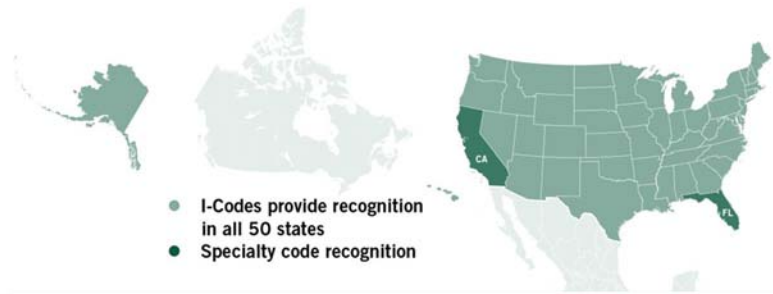 CA
FL
I-Codes provide recognition
in all 50 states
Specialty code recognition